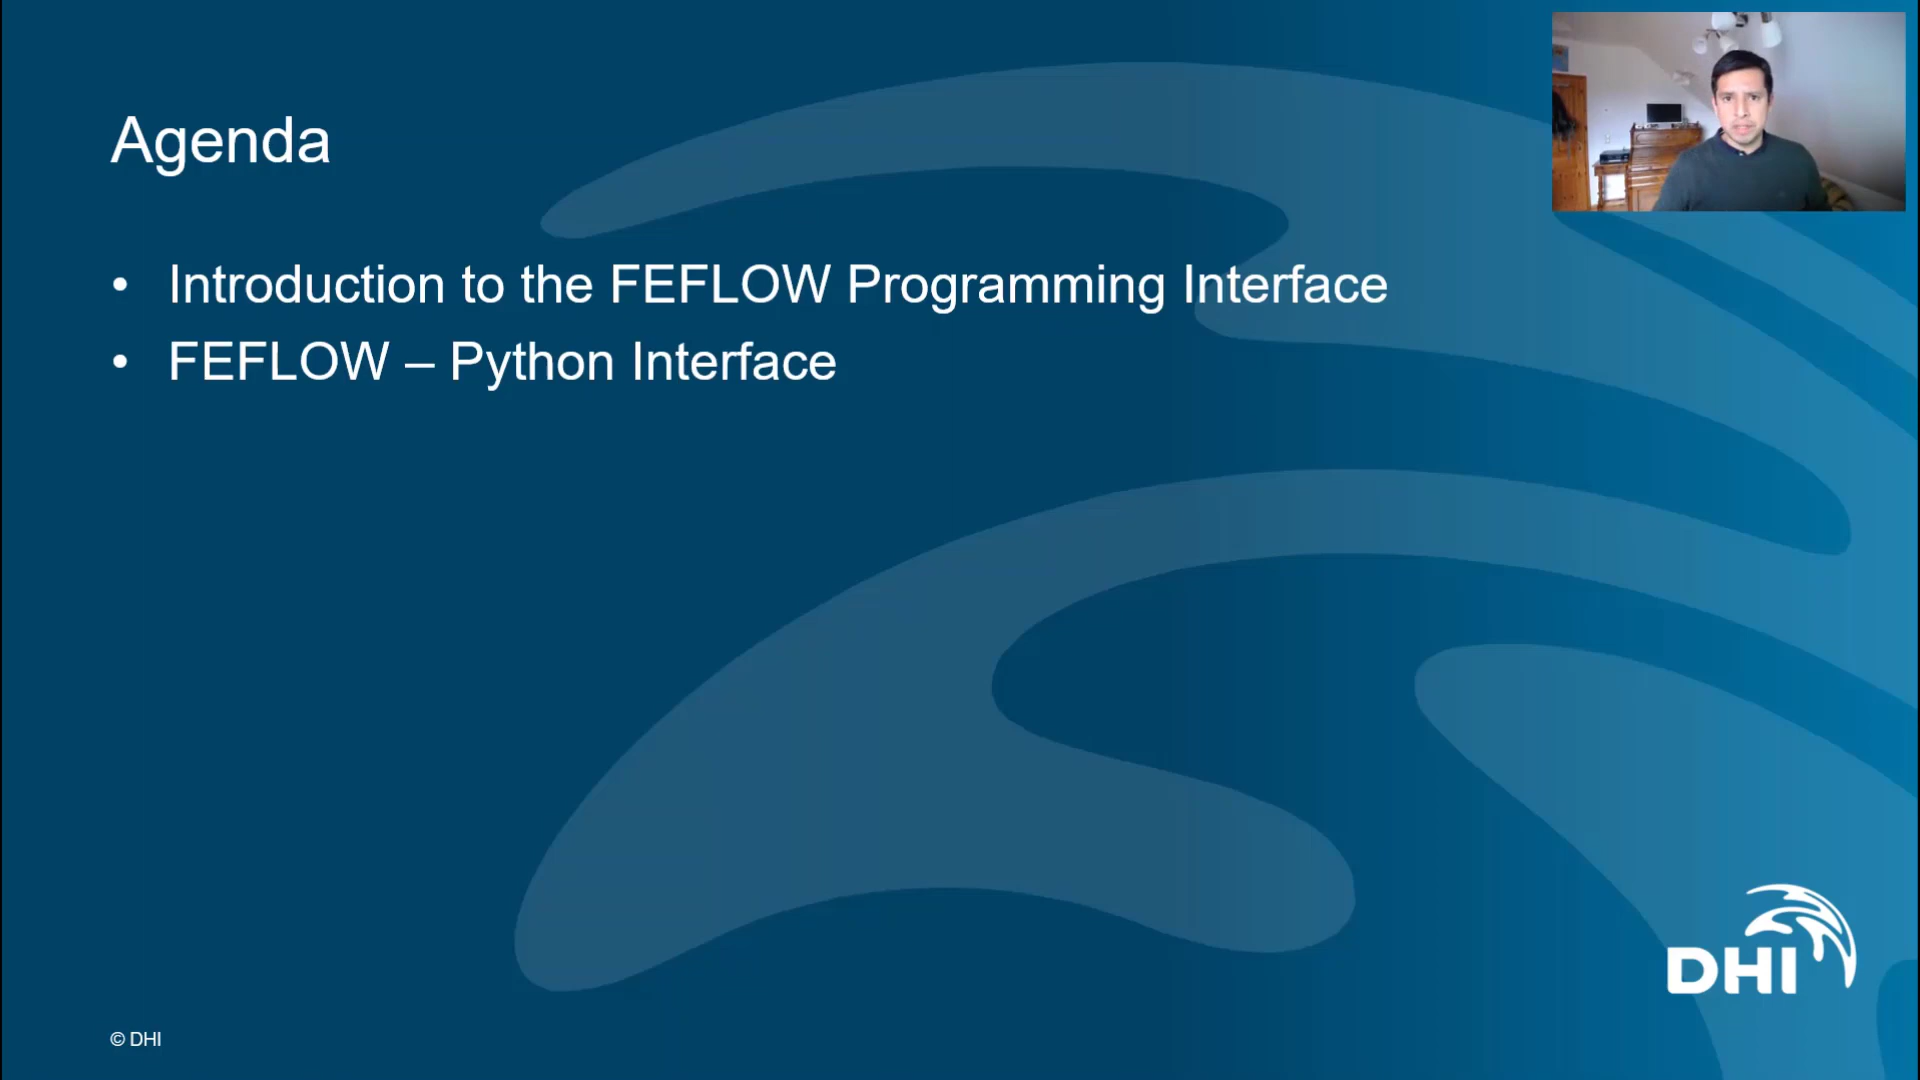 Agenda
• Introduction to the FEFLOW Programming Interface
• FEFLOW – Python Interface
DHI
© DHI